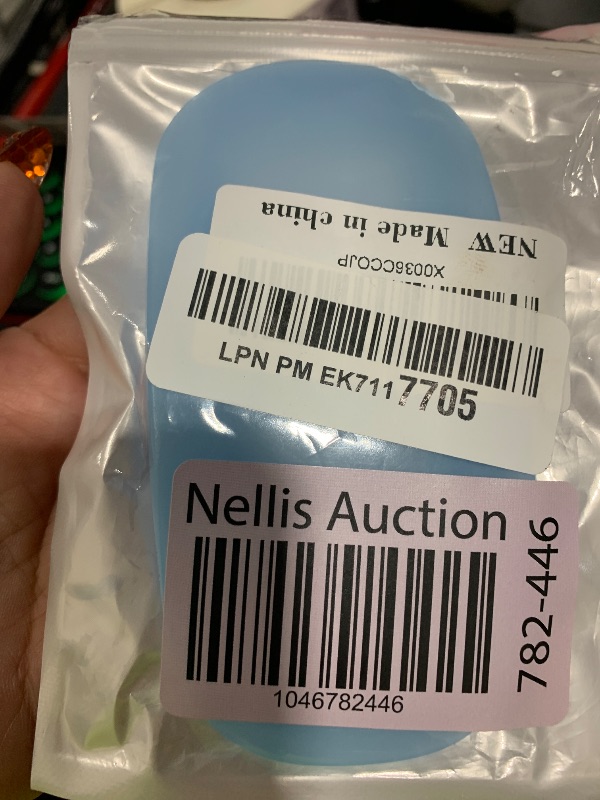 NEW Made in china
X0036CCOJP
LPN PM EK7117705
Nellis Auction
1046782446
782-446